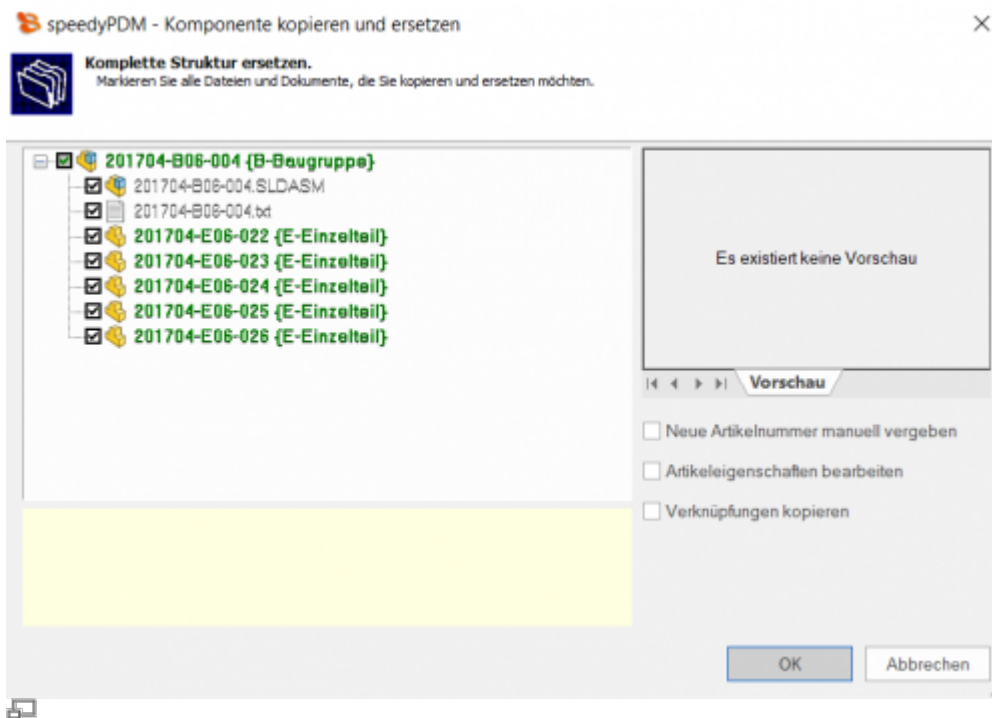 speedyPDM - Komponente kopieren und ersetzen
Komplette Struktur ersetzen.
Markieren Sie alle Dateien und Dokumente, die Sie kopieren und ersetzen möchten.
201704-B06-004 {B-Baugruppe}
201704-B06-004.SLDASM
201704-B06-004.txt
201704-E06-022 {E-Einzelteil}
201704-E06-023 {E-Einzelteil}
201704-E06-024 {E-Einzelteil}
201704-E06-025 {E-Einzelteil}
201704-E06-026 {E-Einzelteil}
Es existiert keine Vorschau
Vorschau
Neue Artikelnummer manuell vergeben
Artikeleigenschaften bearbeiten
Verknüpfungen kopieren
OK
Abbrechen